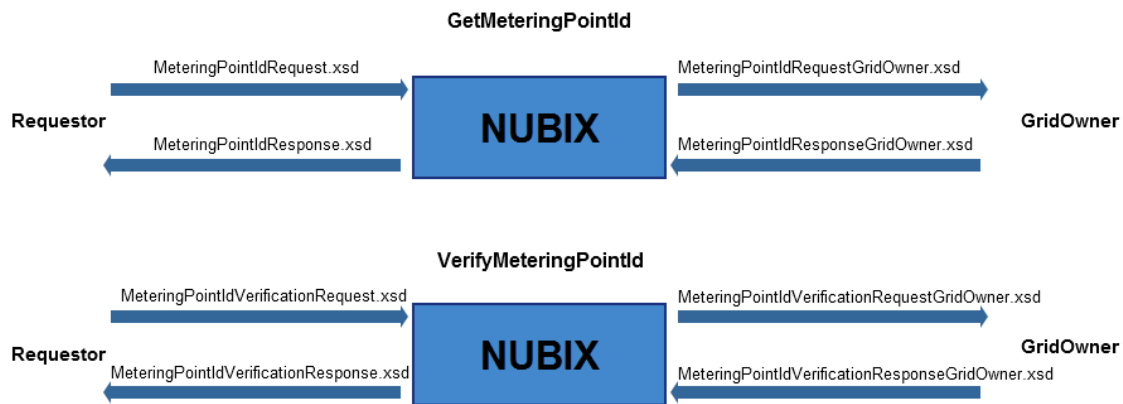 GetMeteringPointId
MeteringPointIdRequest.xsd
MeteringPointIdRequestGridOwner.xsd
Requestor
NUBIX
GridOwner
MeteringPointIdResponse.xsd
MeteringPointIdResponseGridOwner.xsd
VerifyMeteringPointId
MeteringPointIdVerificationRequest.xsd
MeteringPointIdVerificationRequestGridOwner.xsd
Requestor
NUBIX
GridOwner
MeteringPointIdVerificationResponse.xsd
MeteringPointIdVerificationResponseGridOwner.xsd